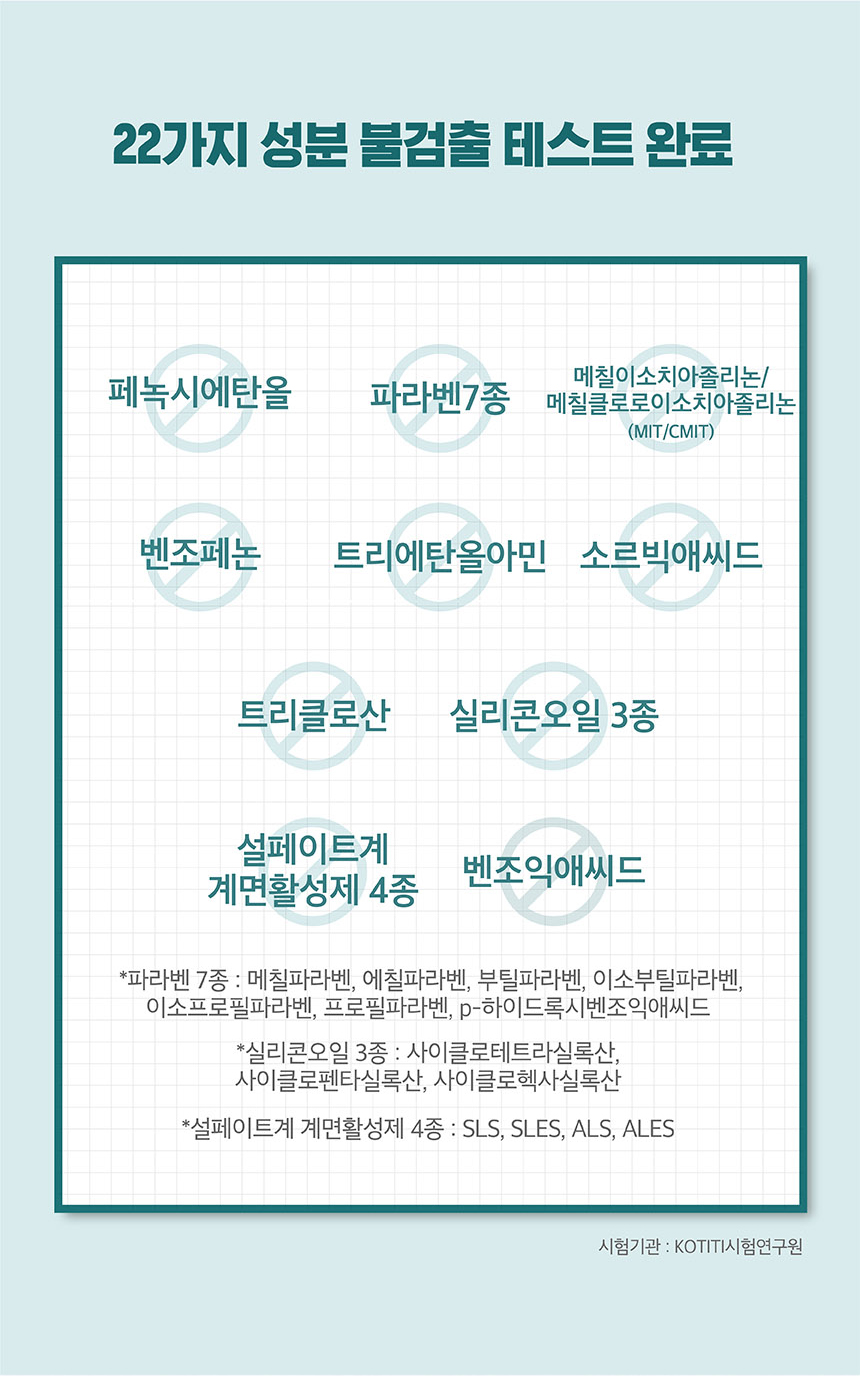 22가지 성분 불검출 테스트 완료
페녹시에탄올
파라벤7종
메칠이소치아졸리논/
메칠클로로이소치아졸리논
(MIT/CMIT)
벤조페논
트리에탄올아민
소르빅애씨드
트리클로산
실리콘오일 3종
설페이트계
계면활성제 4종
벤조익애씨드
*파라벤 7종 : 메칠파라벤, 에칠파라벤, 부틸파라벤, 이소부틸파라벤,
이소프로필파라벤, 프로필파라벤, p-하이드록시벤조익애씨드
*실리콘오일 3종 : 사이클로테트라실록산,
사이클로펜타실록산, 사이클로헥사실록산
*설페이트계 계면활성제 4종 : SLS, SLES, ALS, ALES
시험기관 : KOTITI시험연구원